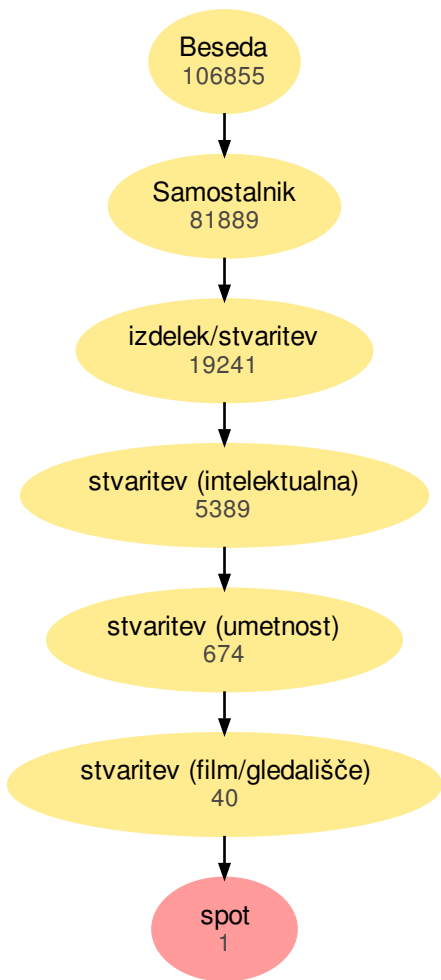 Beseda
106855
Samostalnik
81889
izdelek/stvaritev
19241
stvaritev (intelektualna)
5389
stvaritev (umetnost)
674
stvaritev (film/gledališče)
40
spot
1